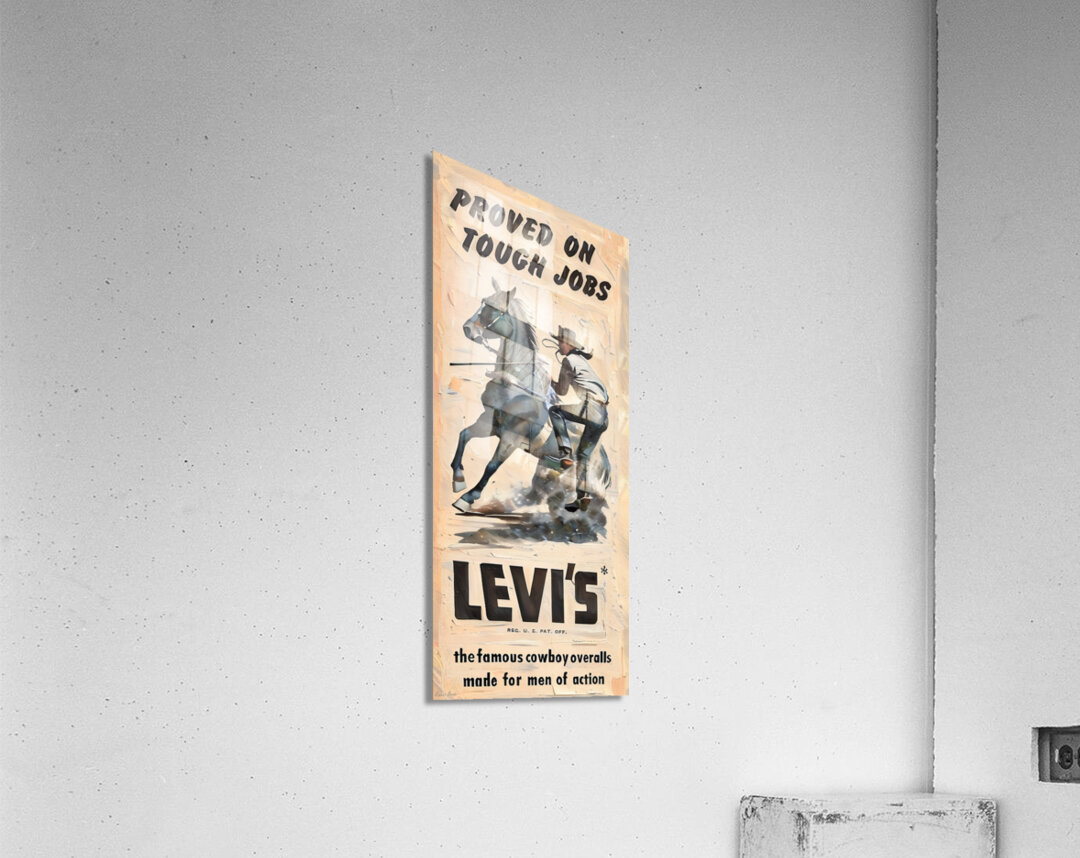 PROVED ON
TOUGH JOBS
LEVI'S*
REG. U. S. PAT. OFF.
the famous cowboy overalls
made for men of action